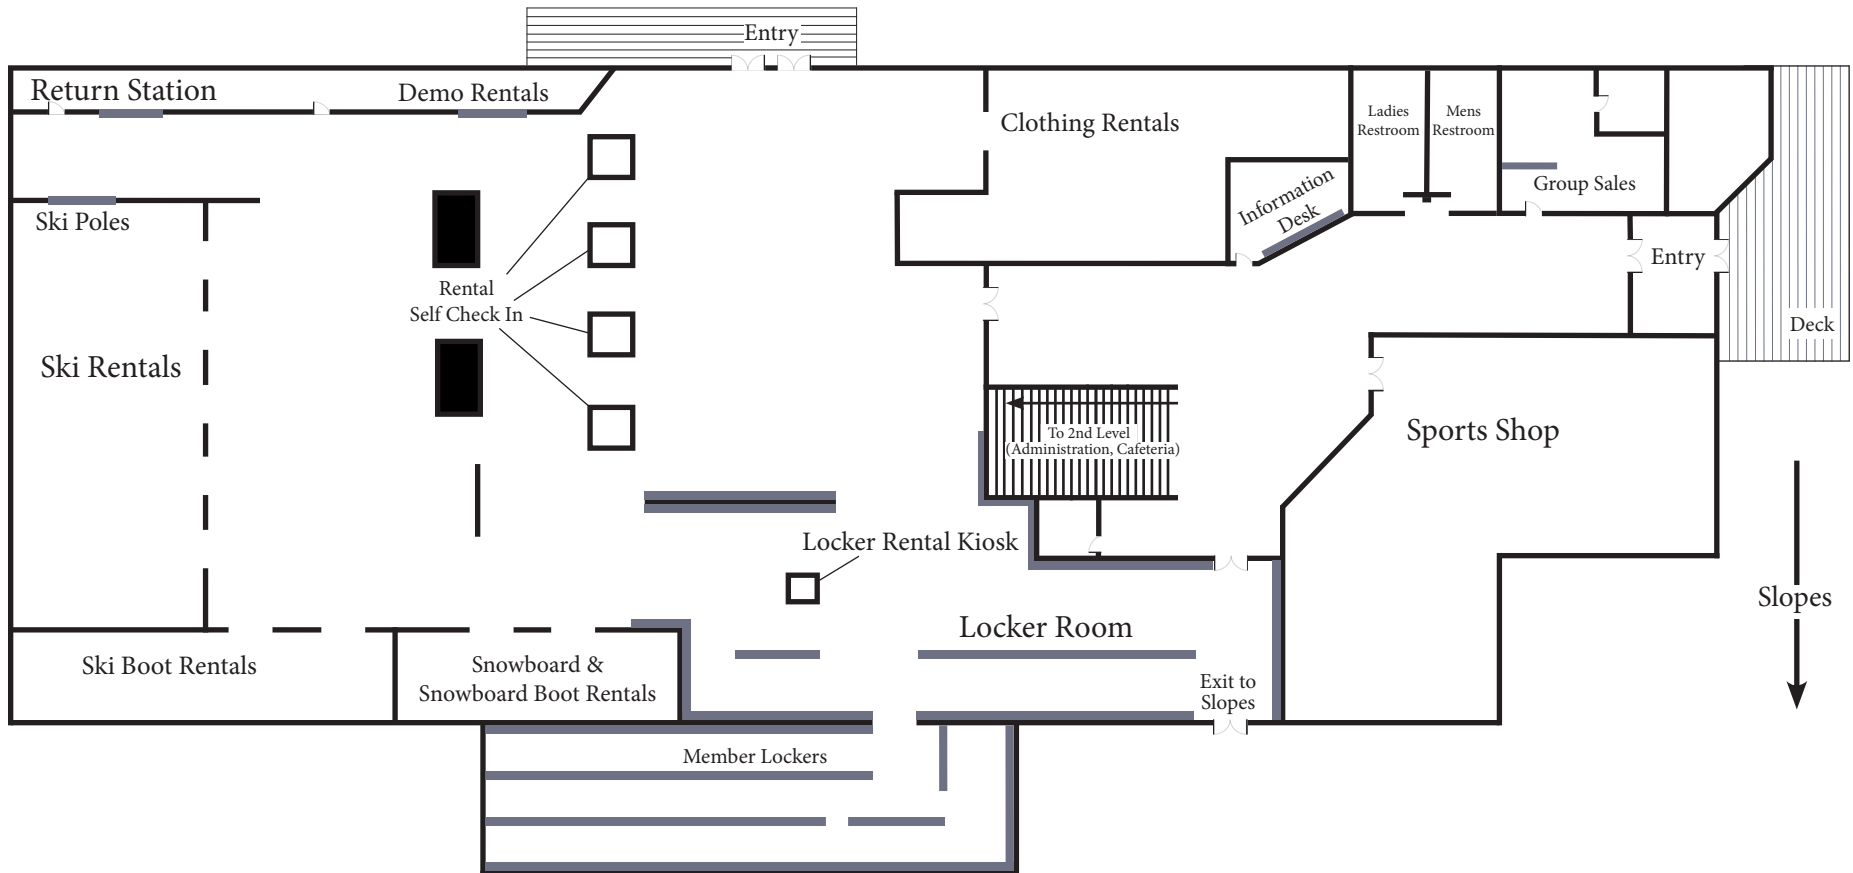 Entry
Return Station
Demo Rentals
Clothing Rentals
Ladies
Restroom
Mens
Restroom
Group Sales
Information
Desk
Ski Poles
Entry
Rental
Self Check In
Deck
Ski Rentals
To 2nd Level
(Administration, Cafeteria)
Sports Shop
Locker Rental Kiosk
Slopes
Locker Room
Ski Boot Rentals
Snowboard &
Snowboard Boot Rentals
Exit to
Slopes
Member Lockers